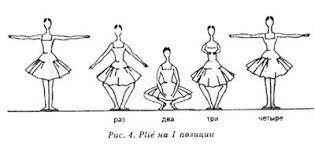 раз два три четыре
Рис. 4. Plié на I позиции